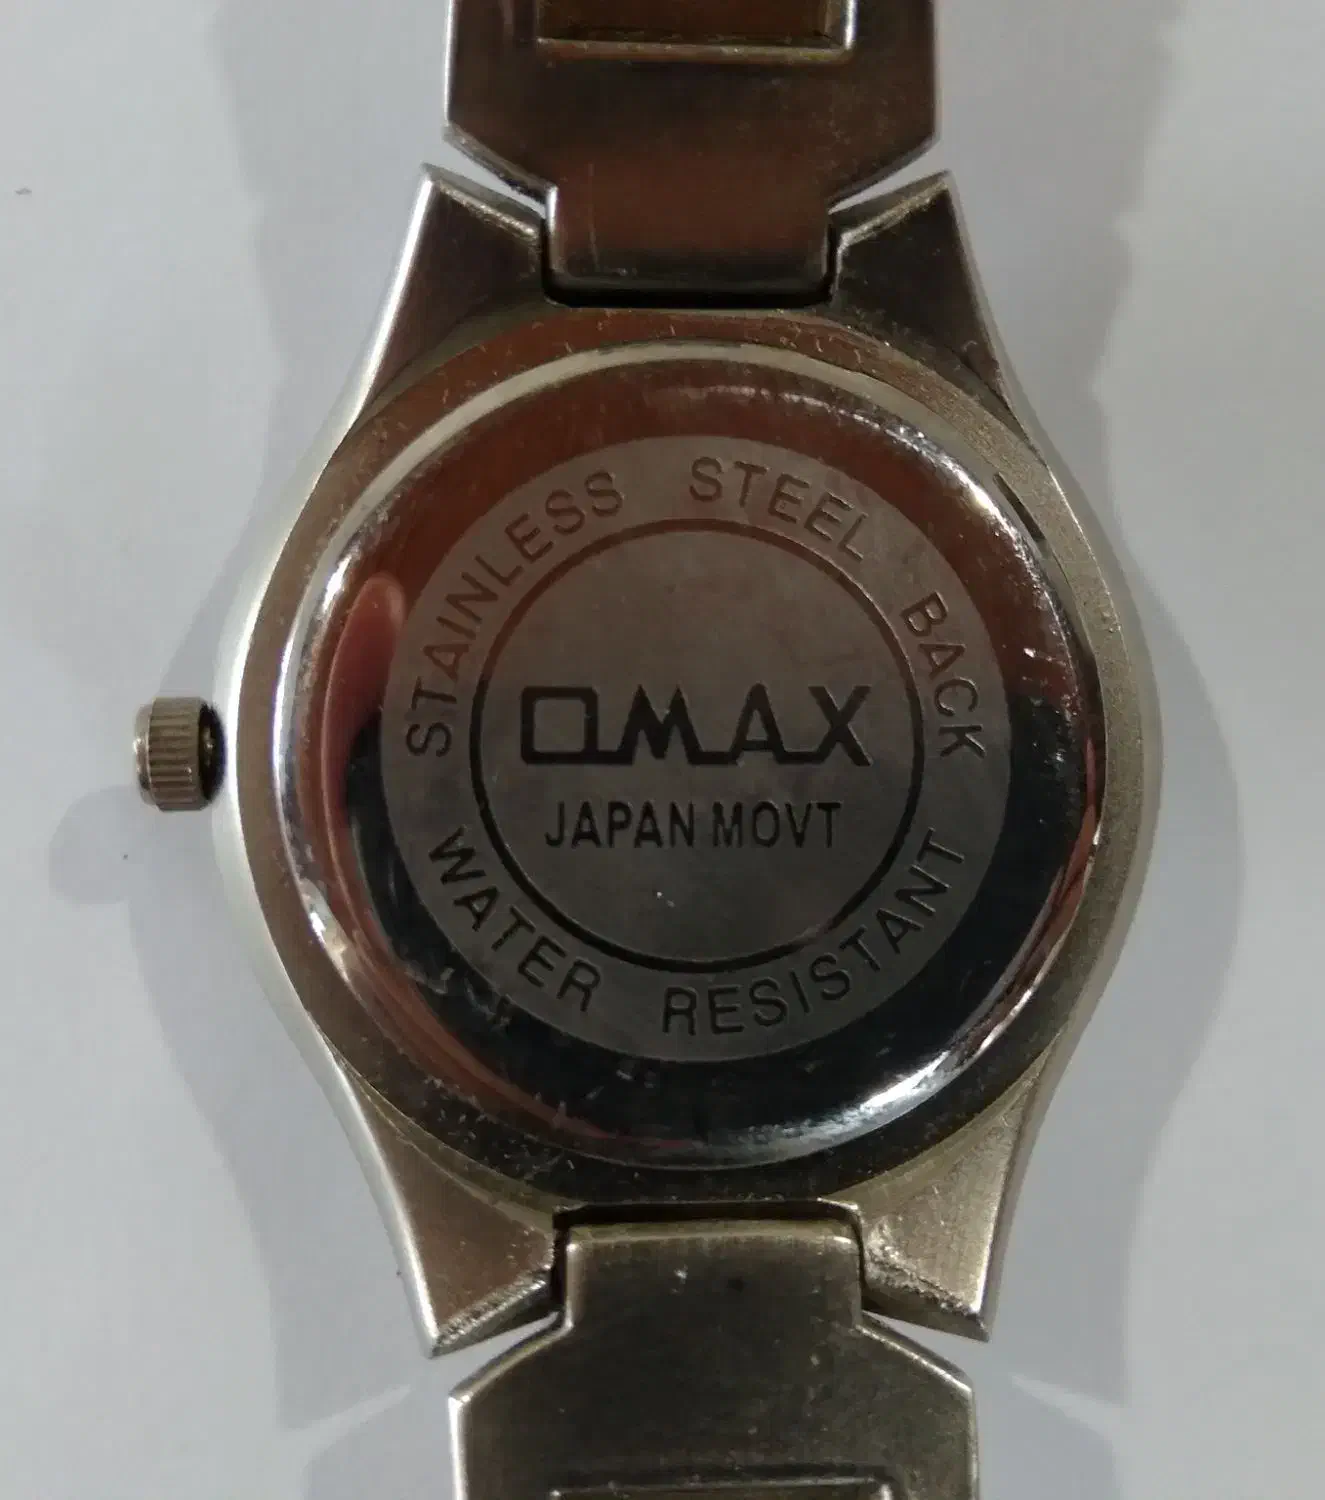 STAINLESS STEEL BACK
OMAX
JAPAN MOVT
WATER RESISTANT